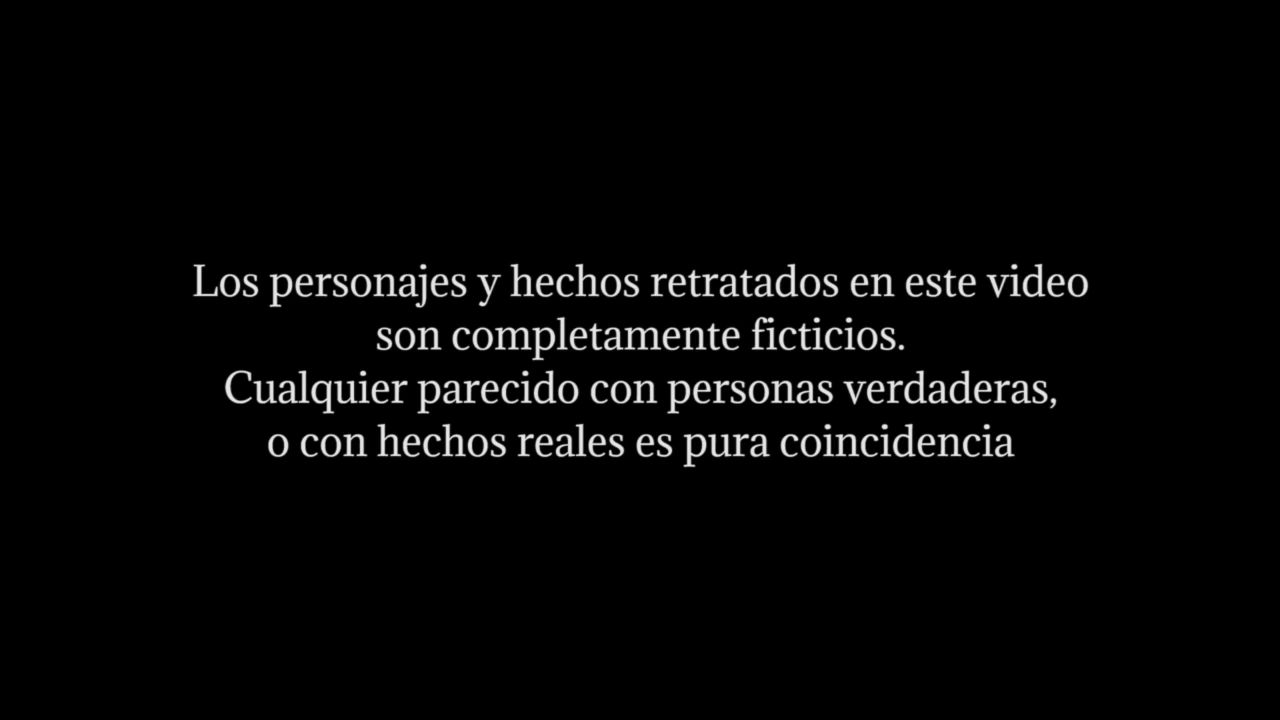 Los personajes y hechos retratados en este video
son completamente ficticios.
Cualquier parecido con personas verdaderas,
o con hechos reales es pura coincidencia